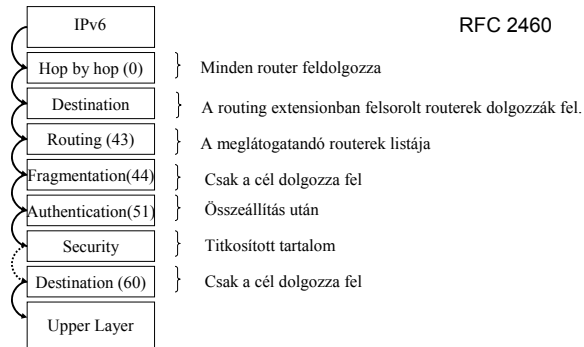 IPv6
RFC 2460
Hop by hop (0)
Minden router feldolgozza
Destination
A routing extensionban felsorolt routerek dolgozzák fel.
Routing (43)
A meglátogatandó routerek listája
Fragmentation(44)
Csak a cél dolgozza fel
Authentication(51)
Összeállítás után
Security
Titkosított tartalom
Destination (60)
Csak a cél dolgozza fel
Upper Layer